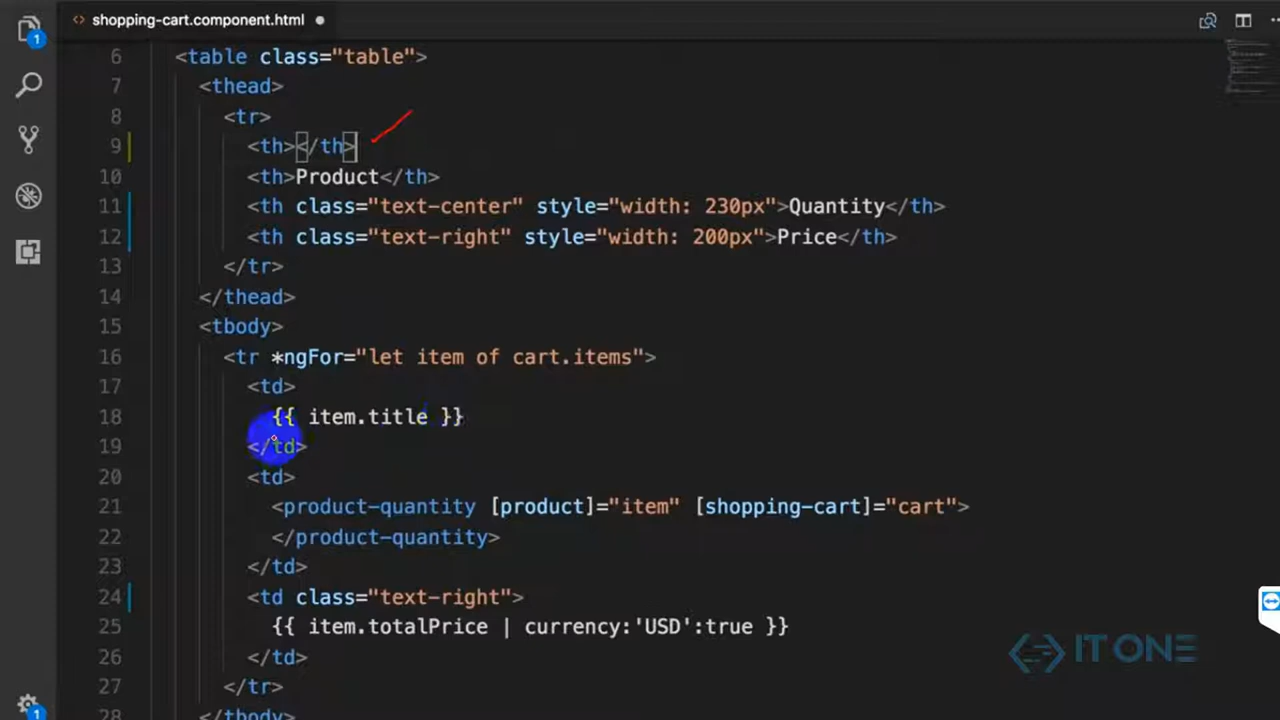 shopping-cart.component.html
1
6 <table class="table">
7 <thead>
8 <tr>
9 <th></th>
10 <th>Product</th>
11 <th class="text-center" style="width: 230px">Quantity</th>
12 <th class="text-right" style="width: 200px">Price</th>
13 </tr>
14 </thead>
15 <tbody>
16 <tr *ngFor="let item of cart.items">
17 <td>
18 {{ item.title }}
19 </td>
20 <td>
21 <product-quantity [product]="item" [shopping-cart]="cart">
22 </product-quantity>
23 </td>
24 <td class="text-right">
25 {{ item.totalPrice | currency:'USD':true }}
26 </td>
27 </tr>
28 </tbody>
1
IT ONE